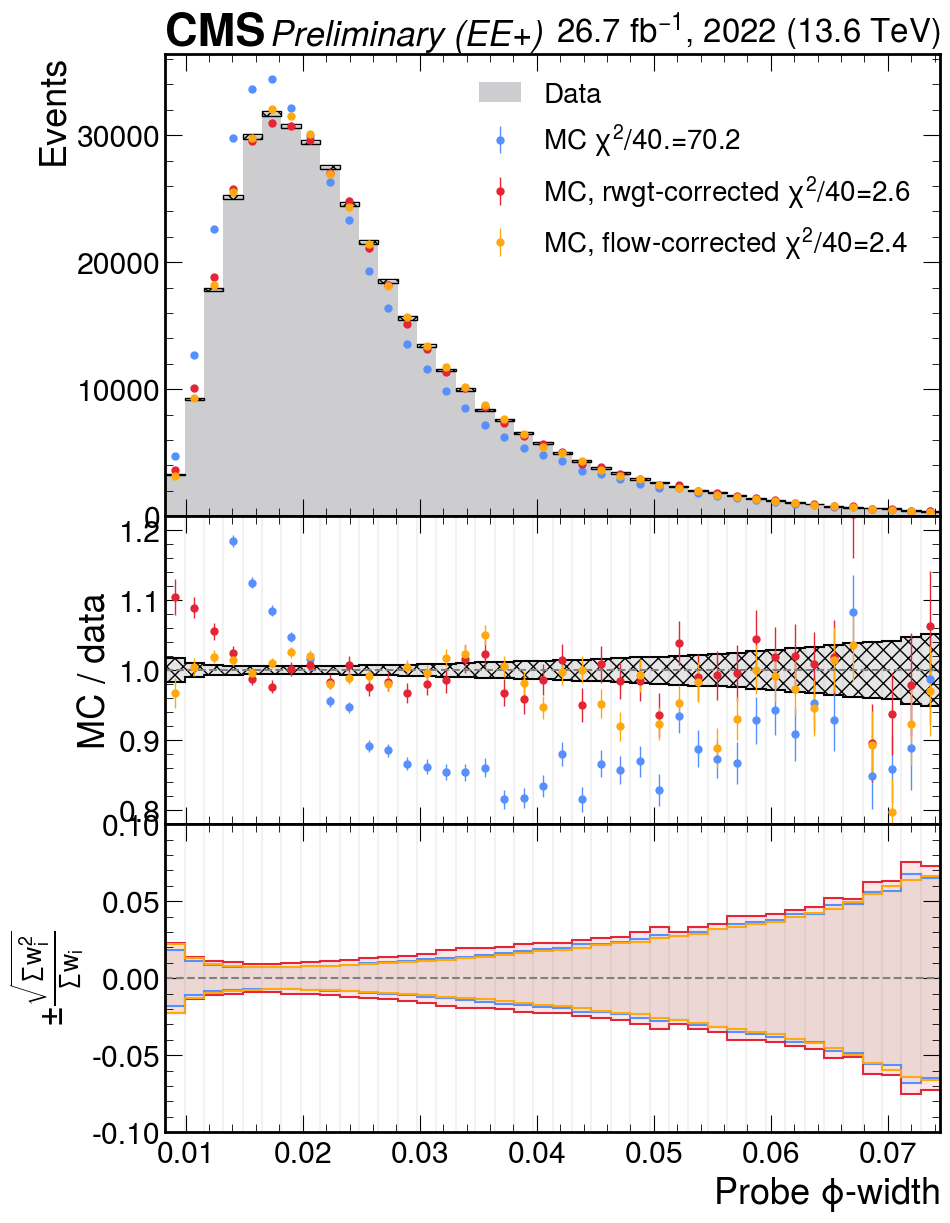 CMS Preliminary (EE+) 26.7 fb⁻¹, 2022 (13.6 TeV)
Events
Data
MC χ²/40.=70.2
MC, rwgt-corrected χ²/40=2.6
MC, flow-corrected χ²/40=2.4
30000
20000
10000
0
MC / data
1.2
1.1
1.0
0.9
0.8
±√Σwᵢ²/Σwᵢ
0.10
0.05
0.00
-0.05
-0.10
0.01 0.02 0.03 0.04 0.05 0.06 0.07
Probe ϕ-width